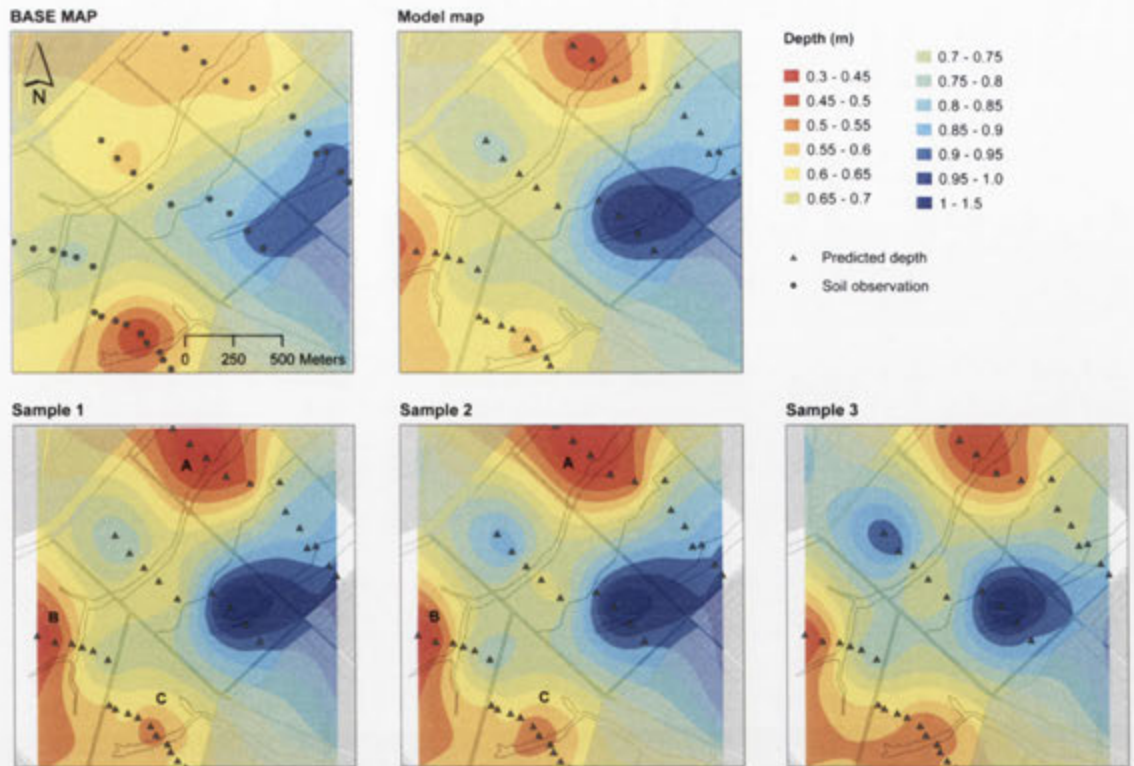 BASE MAP
N
0 250 500 Meters
Model map
Depth (m)
0.3 - 0.45
0.45 - 0.5
0.5 - 0.55
0.55 - 0.6
0.6 - 0.65
0.65 - 0.7
0.7 - 0.75
0.75 - 0.8
0.8 - 0.85
0.85 - 0.9
0.9 - 0.95
0.95 - 1.0
1 - 1.5
Predicted depth
Soil observation
Sample 1
A
B
C
Sample 2
A
B
C
Sample 3